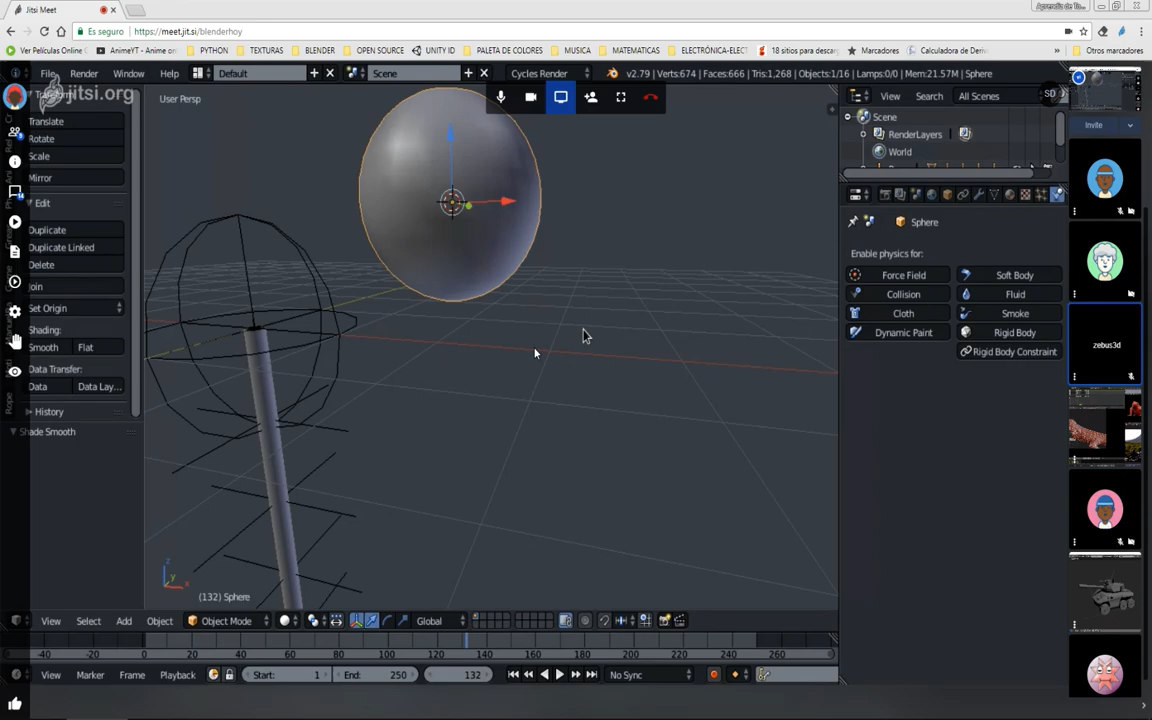 Jitsi Meet
Aprendiz de To...
Es seguro | https://meet.jit.si/blenderhoy
Ver Películas Online
AnimeYT - Anime on
PYTHON
TEXTURAS
BLENDER
OPEN SOURCE
UNITY ID
PALETA DE COLORES
MUSICA
MATEMATICAS
ELECTRÓNICA-ELECT
18 sitios para descar
Marcadores
Calculadora de Deri
Otros marcadores
File Render Window Help
Default
Scene
Cycles Render
v2.79 | Verts:674 | Faces:666 | Tris:1,268 | Objects:1/16 | Lamps:0/0 | Mem:21.57M | Sphere
jitsi.org
User Persp
Translate
Rotate
Scale
Mirror
Edit
Duplicate
Duplicate Linked
Delete
Join
Set Origin
Shading:
Smooth Flat
Data Transfer:
Data Data Lay...
History
Shade Smooth
View Search All Scenes
SD
Scene
RenderLayers
World
Sphere
Enable physics for:
Force Field Soft Body
Collision Fluid
Cloth Smoke
Dynamic Paint Rigid Body
Rigid Body Constraint
Invite
zebus3d
z
y
x
(132) Sphere
View Select Add Object
Object Mode
Global
-40 -20 0 20 40 60 80 100 120 140 160 180 200 220 240 260
View Marker Frame Playback
Start: 1
End: 250
132
No Sync